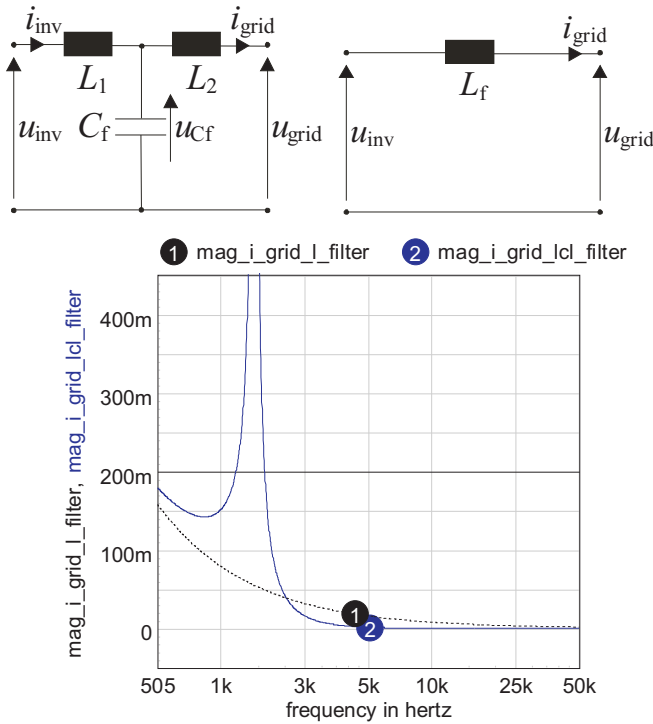 i_inv i_grid i_grid
L_1 L_2 L_f
u_inv C_f u_Cf u_grid u_inv u_grid
1 mag_i_grid_l_filter 2 mag_i_grid_lcl_filter
mag_i_grid_l_filter, mag_i_grid_lcl_filter
400m
300m
200m
100m
0
1
2
505 1k 3k 5k 10k 25k 50k
frequency in hertz